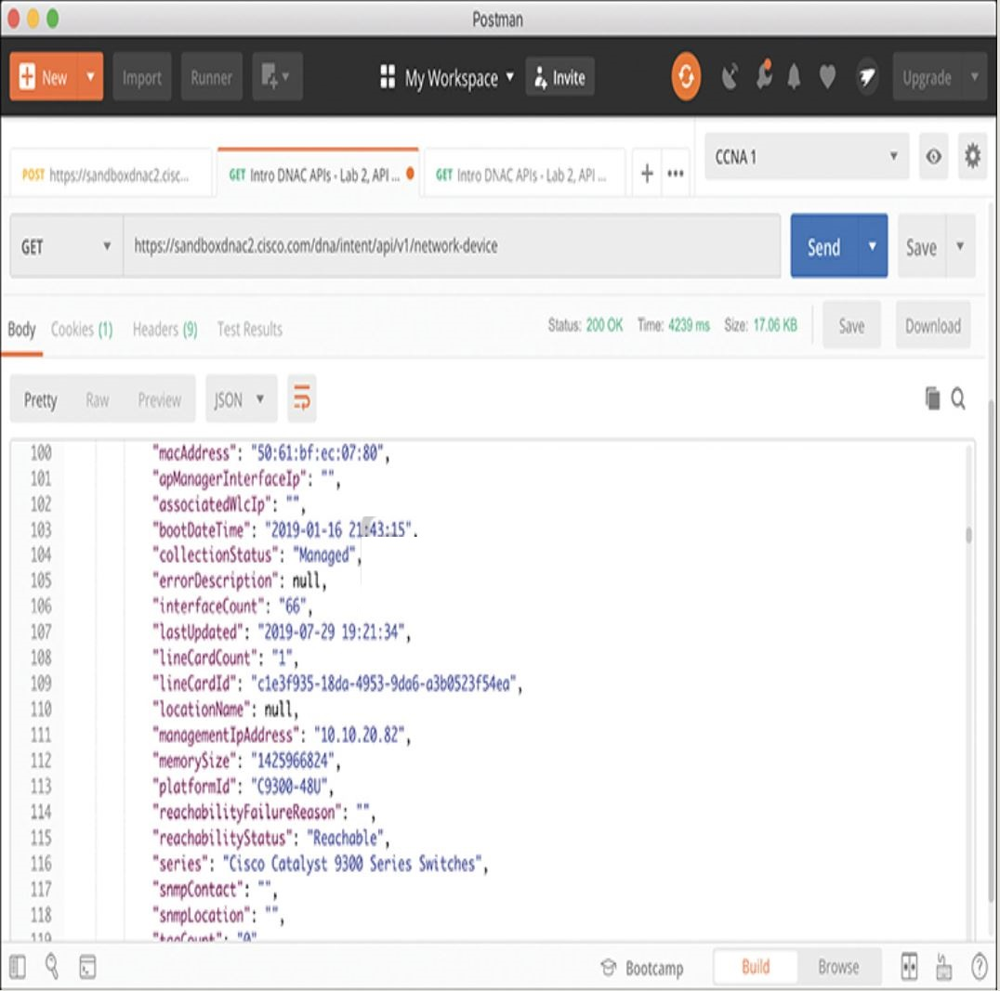 Postman
New Import Runner My Workspace Invite Upgrade
POST https://sandboxdnac2.cisc... GET Intro DNAC APIs - Lab 2, API ... GET Intro DNAC APIs - Lab 2, API ... + ••• CCNA 1
GET https://sandboxdnac2.cisco.com/dna/intent/api/v1/network-device Send Save
Body Cookies (1) Headers (9) Test Results Status: 200 OK Time: 4239 ms Size: 17.06 KB Save Download
Pretty Raw Preview JSON
100 "macAddress": "50:61:bf:ec:07:80",
101 "apManagerInterfaceIp": "",
102 "associatedWlcIp": "",
103 "bootDateTime": "2019-01-16 21:43:15".
104 "collectionStatus": "Managed",
105 "errorDescription": null,
106 "interfaceCount": "66",
107 "lastUpdated": "2019-07-29 19:21:34",
108 "lineCardCount": "1",
109 "lineCardId": "c1e3f935-18da-4953-9da6-a3b0523f54ea",
110 "locationName": null,
111 "managementIpAddress": "10.10.20.82",
112 "memorySize": "1425966824",
113 "platformId": "C9300-48U",
114 "reachabilityFailureReason": "",
115 "reachabilityStatus": "Reachable",
116 "series": "Cisco Catalyst 9300 Series Switches",
117 "snmpContact": "",
118 "snmpLocation": "",
119 "tagCount": "0"
Bootcamp Build Browse